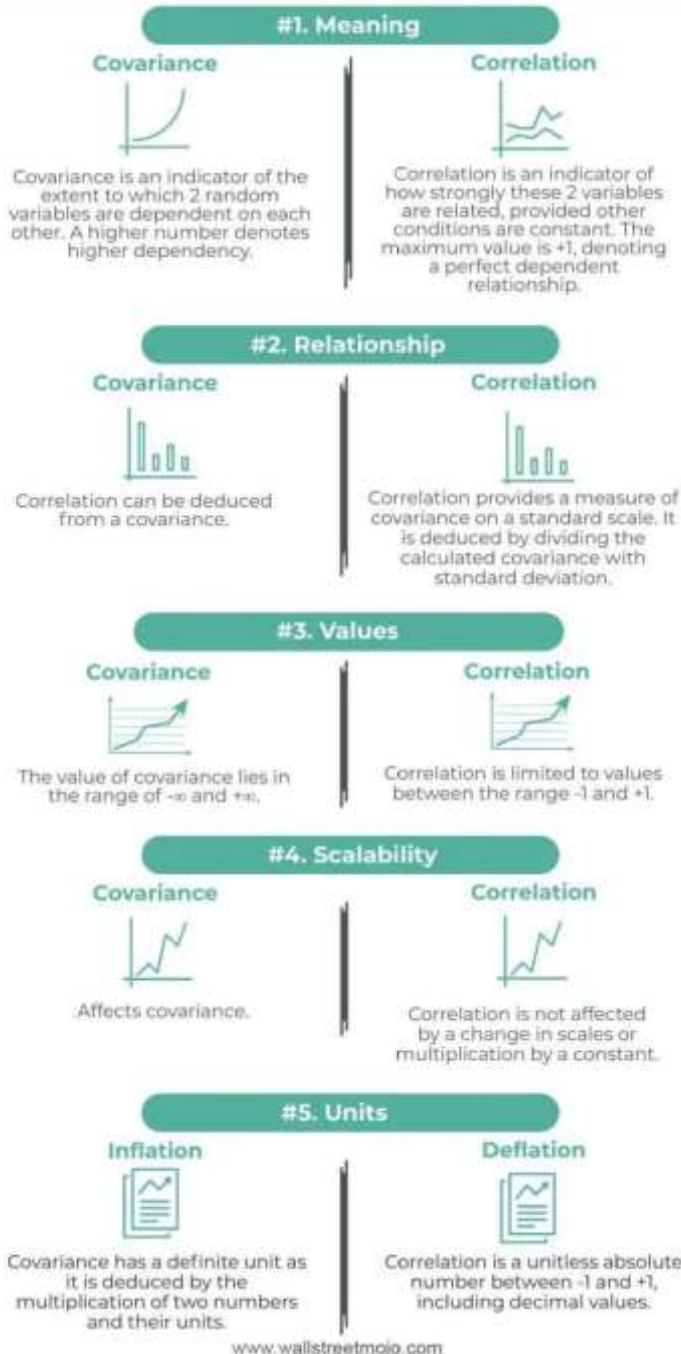 #1. Meaning
Covariance
Covariance is an indicator of the
extent to which 2 random
variables are dependent on each
other. A higher number denotes
higher dependency.
Correlation
Correlation is an indicator of
how strongly these 2 variables
are related, provided other
conditions are constant. The
maximum value is +1, denoting
a perfect dependent
relationship.
#2. Relationship
Covariance
Correlation can be deduced
from a covariance.
Correlation
Correlation provides a measure of
covariance on a standard scale. It
is deduced by dividing the
calculated covariance with
standard deviation.
#3. Values
Covariance
The value of covariance lies in
the range of -∞ and +∞.
Correlation
Correlation is limited to values
between the range -1 and +1.
#4. Scalability
Covariance
Affects covariance.
Correlation
Correlation is not affected
by a change in scales or
multiplication by a constant.
#5. Units
Inflation
Covariance has a definite unit as
it is deduced by the
multiplication of two numbers
and their units.
Deflation
Correlation is a unitless absolute
number between -1 and +1,
including decimal values.
www.wallstreetmojo.com